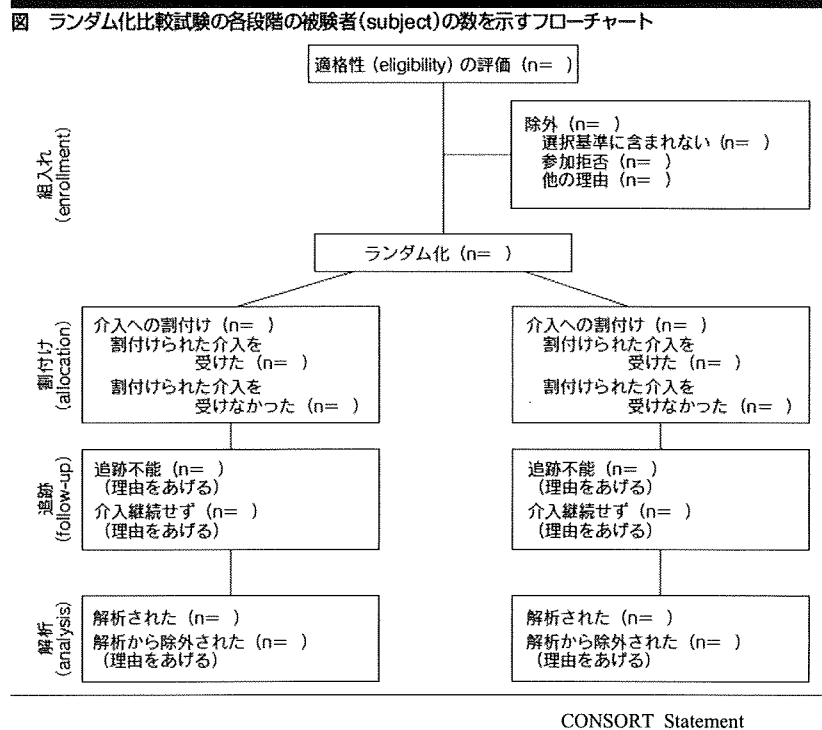 図 ランダム化比較試験の各段階の被験者(subject)の数を示すフローチャート
適格性 (eligibility) の評価 (n= )
組入れ
(enrollment)
除外 (n= )
選択基準に含まれない (n= )
参加拒否 (n= )
他の理由 (n= )
ランダム化 (n= )
割付け
(allocation)
介入への割付け (n= )
割付けられた介入を
受けた (n= )
割付けられた介入を
受けなかった (n= )
介入への割付け (n= )
割付けられた介入を
受けた (n= )
割付けられた介入を
受けなかった (n= )
追跡
(follow-up)
追跡不能 (n= )
(理由をあげる)
介入継続せず (n= )
(理由をあげる)
追跡不能 (n= )
(理由をあげる)
介入継続せず (n= )
(理由をあげる)
解析
(analysis)
解析された (n= )
解析から除外された (n= )
(理由をあげる)
解析された (n= )
解析から除外された (n= )
(理由をあげる)
CONSORT Statement